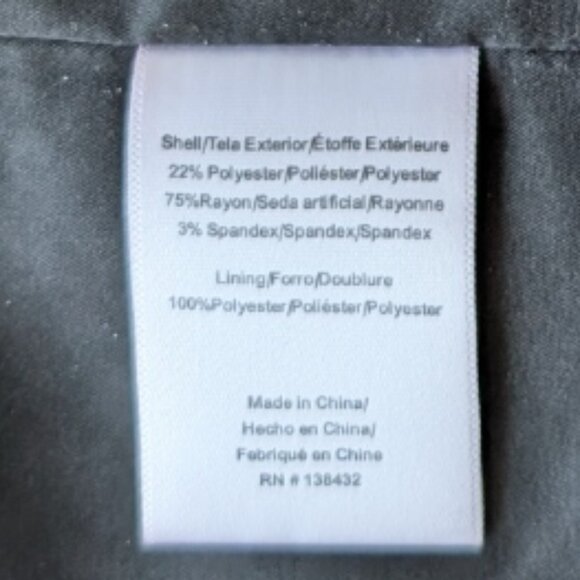 Shell/Tela Exterior/Étoffe Extérieure
22% Polyester/Poliéster/Polyester
75%Rayon/Seda artificial/Rayonne
3% Spandex/Spandex/Spandex
Lining/Forro/Doublure
100%Polyester/Poliéster/Polyester
Made in China/
Hecho en China/
Fabriqué en Chine
RN # 138432